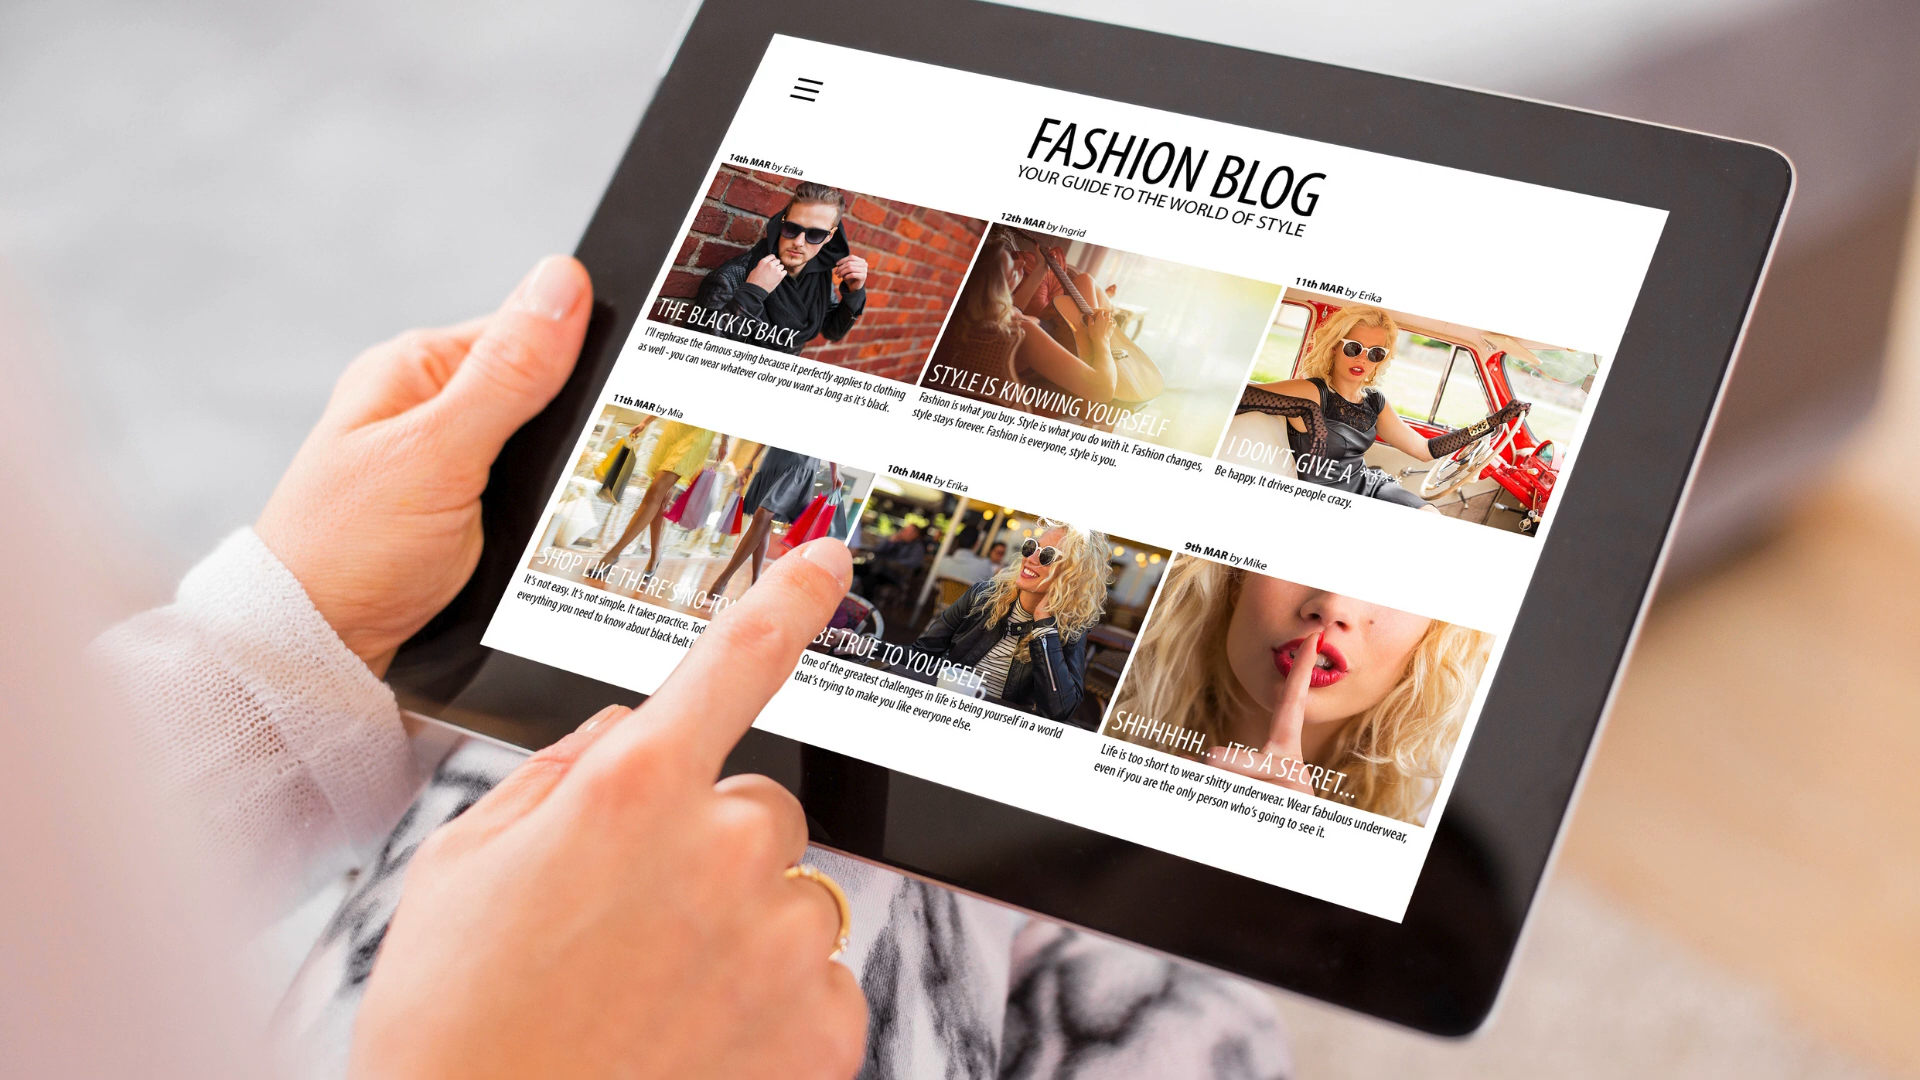 FASHION BLOG
YOUR GUIDE TO THE WORLD OF STYLE
14th MAR by Erika
THE BLACK IS BACK
I'll rephrase the famous saying because it perfectly applies to clothing
as well - you can wear whatever color you want as long as it's black.
12th MAR by Ingrid
STYLE IS KNOWING YOURSELF
Fashion is what you buy. Style is what you do with it. Fashion changes,
style stays forever. Fashion is everyone, style is you.
11th MAR by Erika
I DON'T GIVE A ****
Be happy. It drives people crazy.
11th MAR by Mia
SHOP LIKE THERE'S NO
It's not easy. It's not simple. It takes practice.
everything you need to know about black belt
10th MAR by Erika
BE TRUE TO YOURSELF
One of the greatest challenges in life is being yourself in a world
that's trying to make you like everyone else.
9th MAR by Mike
SHHHHHH... IT'S A SECRET...
Life is too short to wear shitty underwear. Wear fabulous underwear,
even if you are the only person who's going to see it.